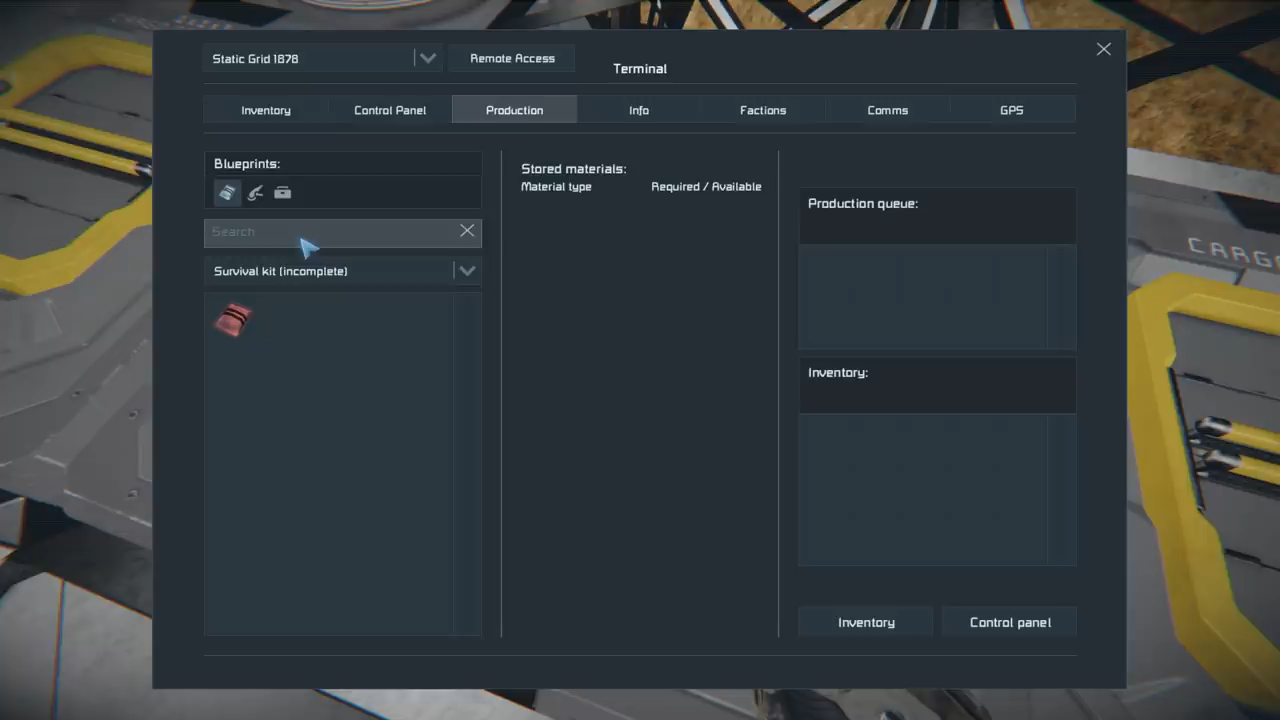 Static Grid 1878
Remote Access
Terminal
Inventory
Control Panel
Production
Info
Factions
Comms
GPS
Blueprints:
Search
Survival kit (incomplete)
Stored materials:
Material type
Required / Available
Production queue:
Inventory:
Inventory
Control panel
CARG